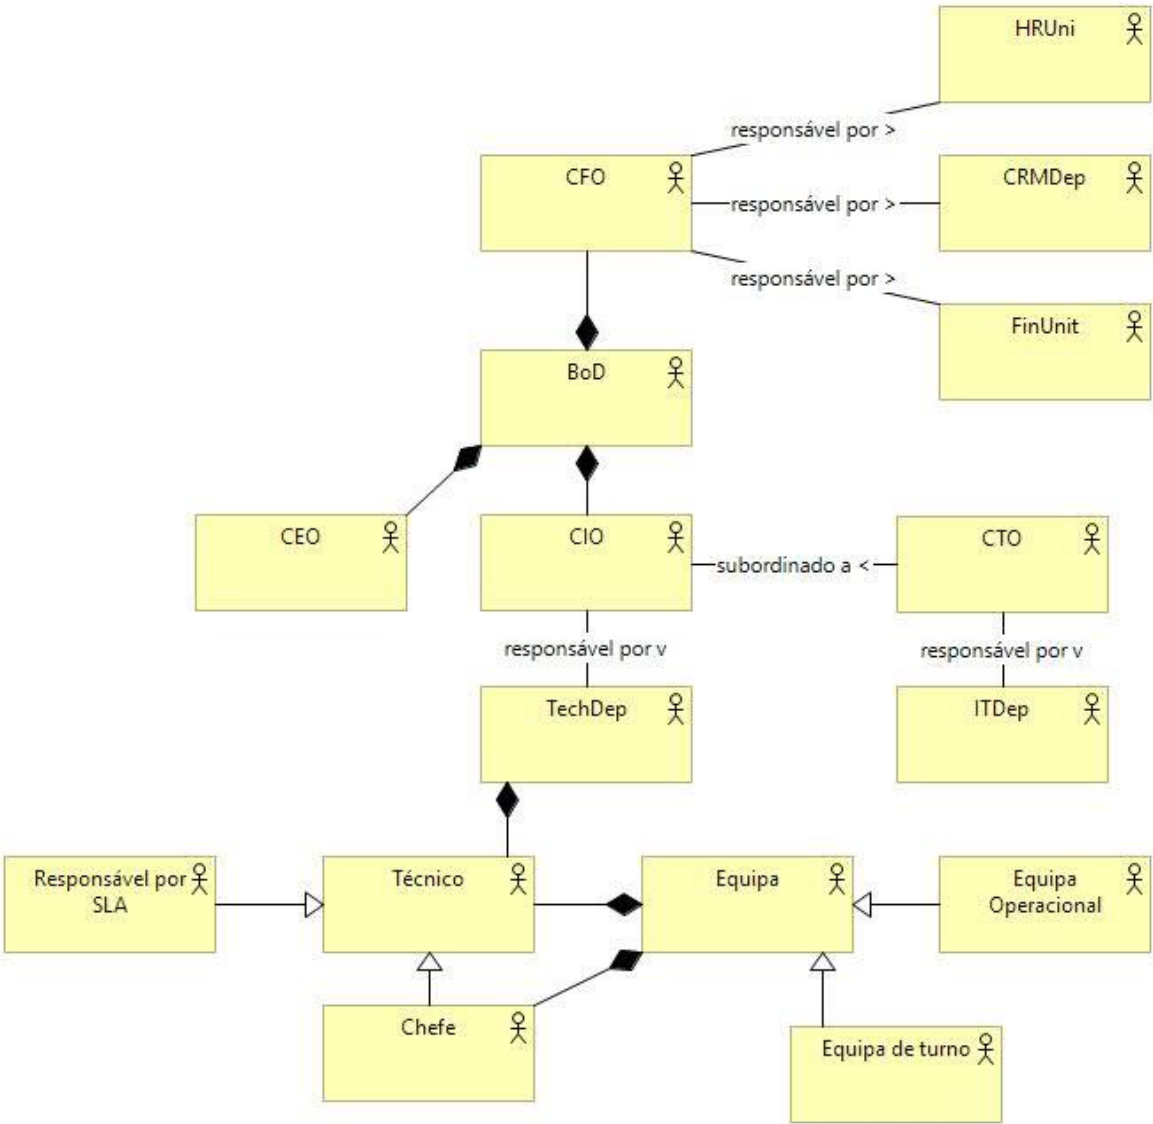 HRUni
responsável por >
CFO
CRMDep
responsável por >
responsável por >
FinUnit
BoD
CEO
CIO
CTO
subordinado a <
responsável por v
responsável por v
TechDep
ITDep
Responsável por
SLA
Técnico
Equipa
Equipa
Operacional
Chefe
Equipa de turno